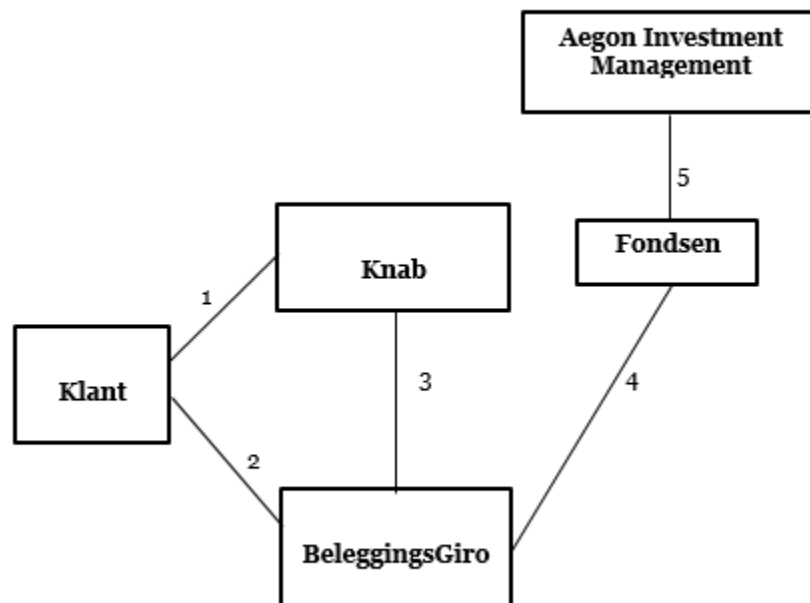 Aegon Investment
Management
5
Fondsen
Knab
1
Klant
3
4
2
BeleggingsGiro